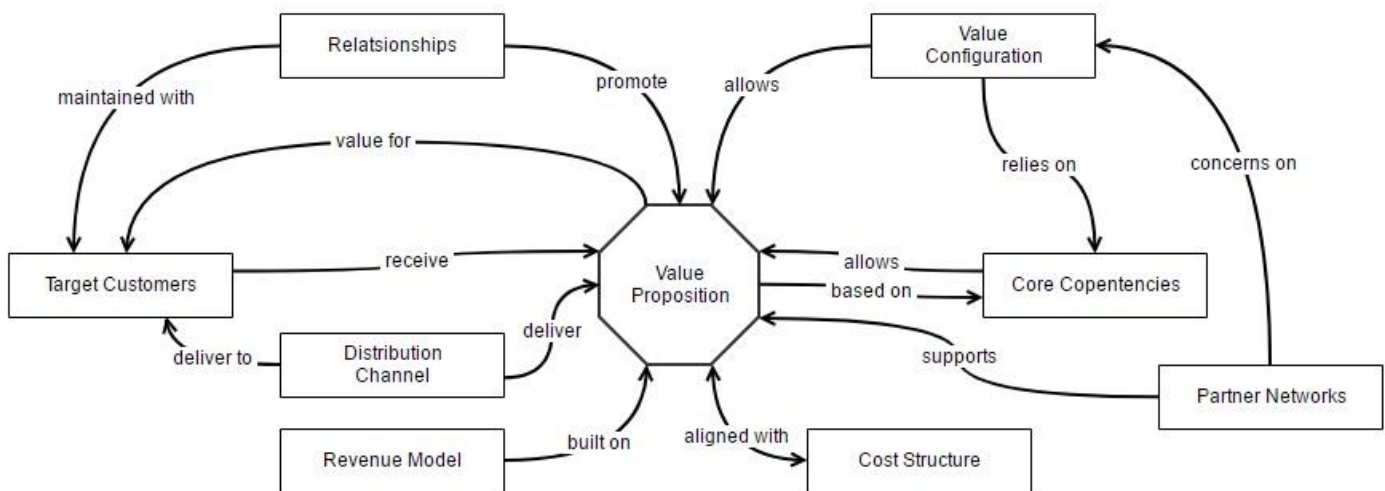 Relatsionships
Value
Configuration
maintained with
promote
allows
value for
relies on
concerns on
Target Customers
receive
Value
Proposition
allows
based on
Core Copentencies
deliver to
Distribution
Channel
deliver
supports
Partner Networks
Revenue Model
built on
aligned with
Cost Structure